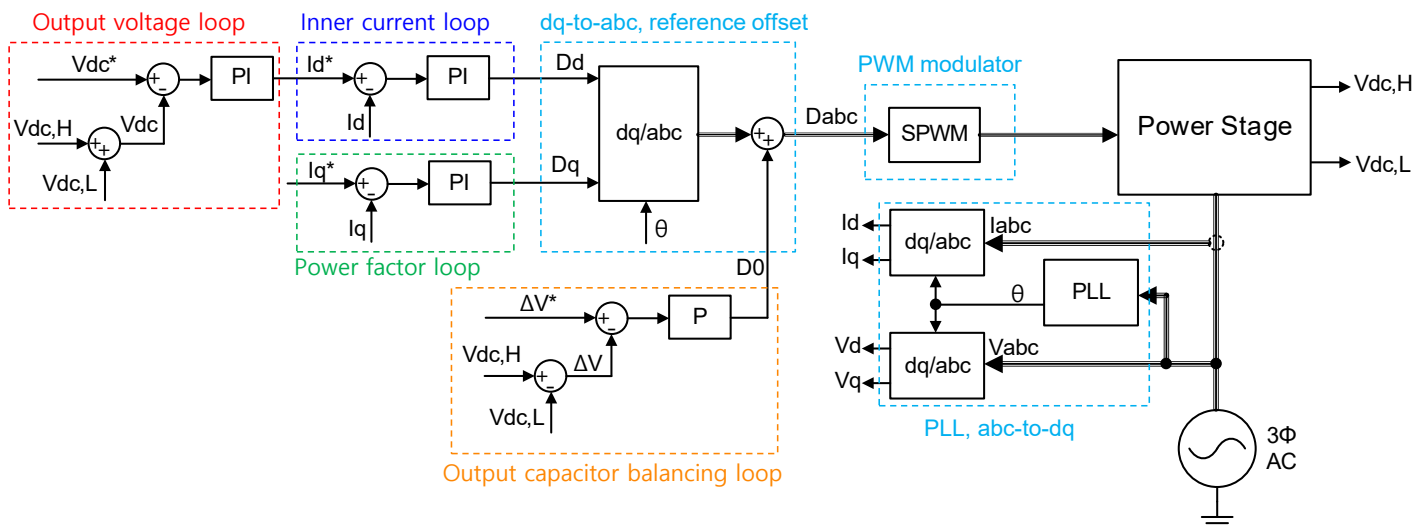 Output voltage loop
Vdc*
+
-
PI
Vdc,H
+
+
Vdc
Vdc,L
Inner current loop
Id*
+
-
PI
Id
Iq*
+
-
PI
Iq
Power factor loop
dq-to-abc, reference offset
Dd
dq/abc
+
+
Dq
θ
D0
Dabc
PWM modulator
SPWM
Power Stage
Vdc,H
Vdc,L
Id
dq/abc
Iabc
Iq
θ
PLL
Vd
dq/abc
Vabc
Vq
PLL, abc-to-dq
3Φ
AC
ΔV*
+
-
P
Vdc,H
+
-
ΔV
Vdc,L
Output capacitor balancing loop